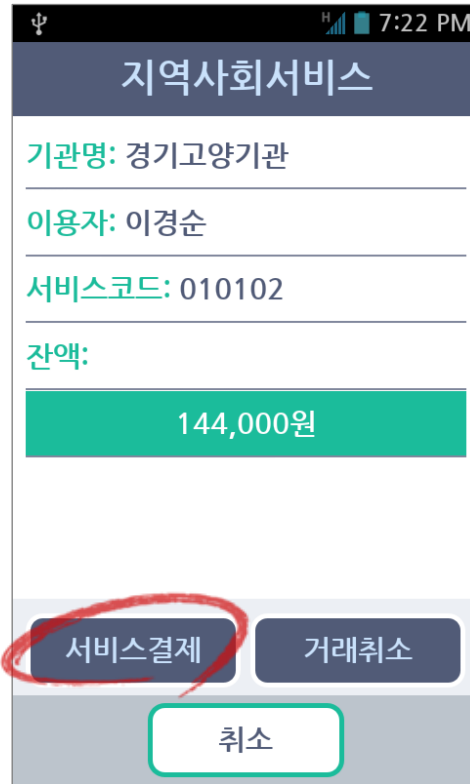 H 7:22 PM
지역사회서비스
기관명: 경기고양기관
이용자: 이경순
서비스코드: 010102
잔액:
144,000원
서비스결제 거래취소
취소